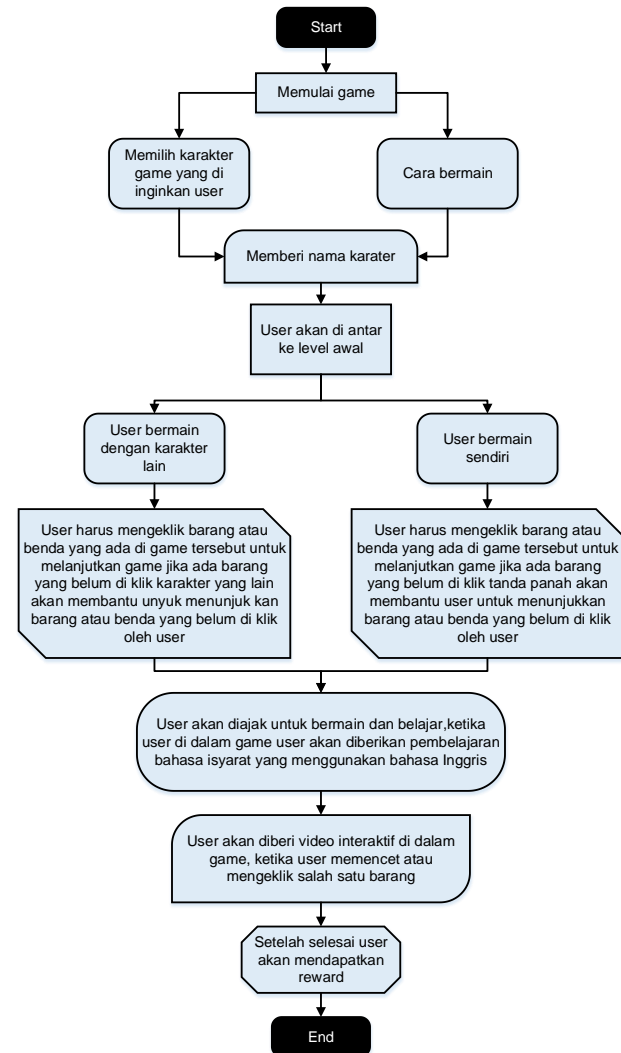 Start
Memulai game
Memilih karakter
game yang di
inginkan user
Cara bermain
Memberi nama karater
User akan di antar
ke level awal
User bermain
dengan karakter
lain
User bermain
sendiri
User harus mengeklik barang atau
benda yang ada di game tersebut untuk
melanjutkan game jika ada barang
yang belum di klik karakter yang lain
akan membantu unyuk menunjuk kan
barang atau benda yang belum di klik
oleh user
User harus mengeklik barang atau
benda yang ada di game tersebut untuk
melanjutkan game jika ada barang
yang belum di klik tanda panah akan
membantu user untuk menunjukkan
barang atau benda yang belum di klik
oleh user
User akan diajak untuk bermain dan belajar,ketika
user di dalam game user akan diberikan pembelajaran
bahasa isyarat yang menggunakan bahasa Inggris
User akan diberi video interaktif di dalam
game, ketika user memencet atau
mengeklik salah satu barang
Setelah selesai user
akan mendapatkan
reward
End